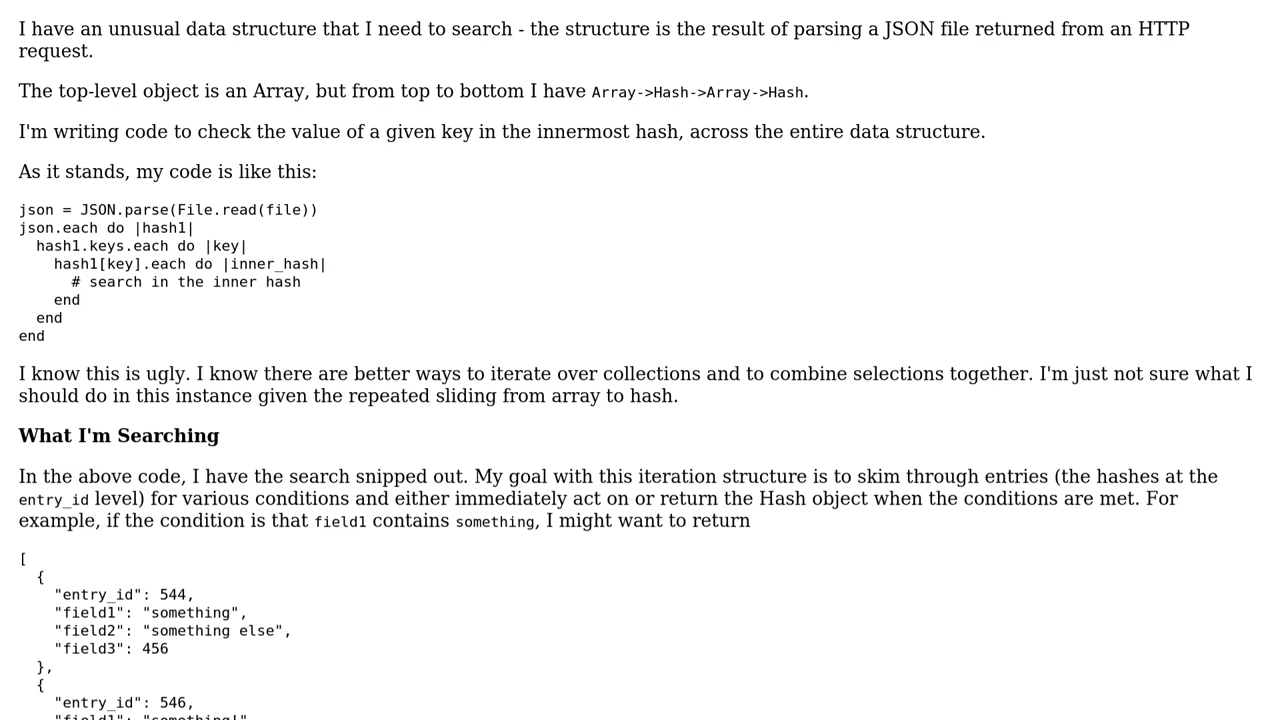 I have an unusual data structure that I need to search - the structure is the result of parsing a JSON file returned from an HTTP
request.
The top-level object is an Array, but from top to bottom I have Array->Hash->Array->Hash.
I'm writing code to check the value of a given key in the innermost hash, across the entire data structure.
As it stands, my code is like this:
json = JSON.parse(File.read(file))
json.each do |hash1|
  hash1.keys.each do |key|
    hash1[key].each do |inner_hash|
      # search in the inner hash
    end
  end
end
I know this is ugly. I know there are better ways to iterate over collections and to combine selections together. I'm just not sure what I
should do in this instance given the repeated sliding from array to hash.
What I'm Searching
In the above code, I have the search snipped out. My goal with this iteration structure is to skim through entries (the hashes at the
entry_id level) for various conditions and either immediately act on or return the Hash object when the conditions are met. For
example, if the condition is that field1 contains something, I might want to return
[
  {
    "entry_id": 544,
    "field1": "something",
    "field2": "something else",
    "field3": 456
  },
  {
    "entry_id": 546,
    "field1": "something!"